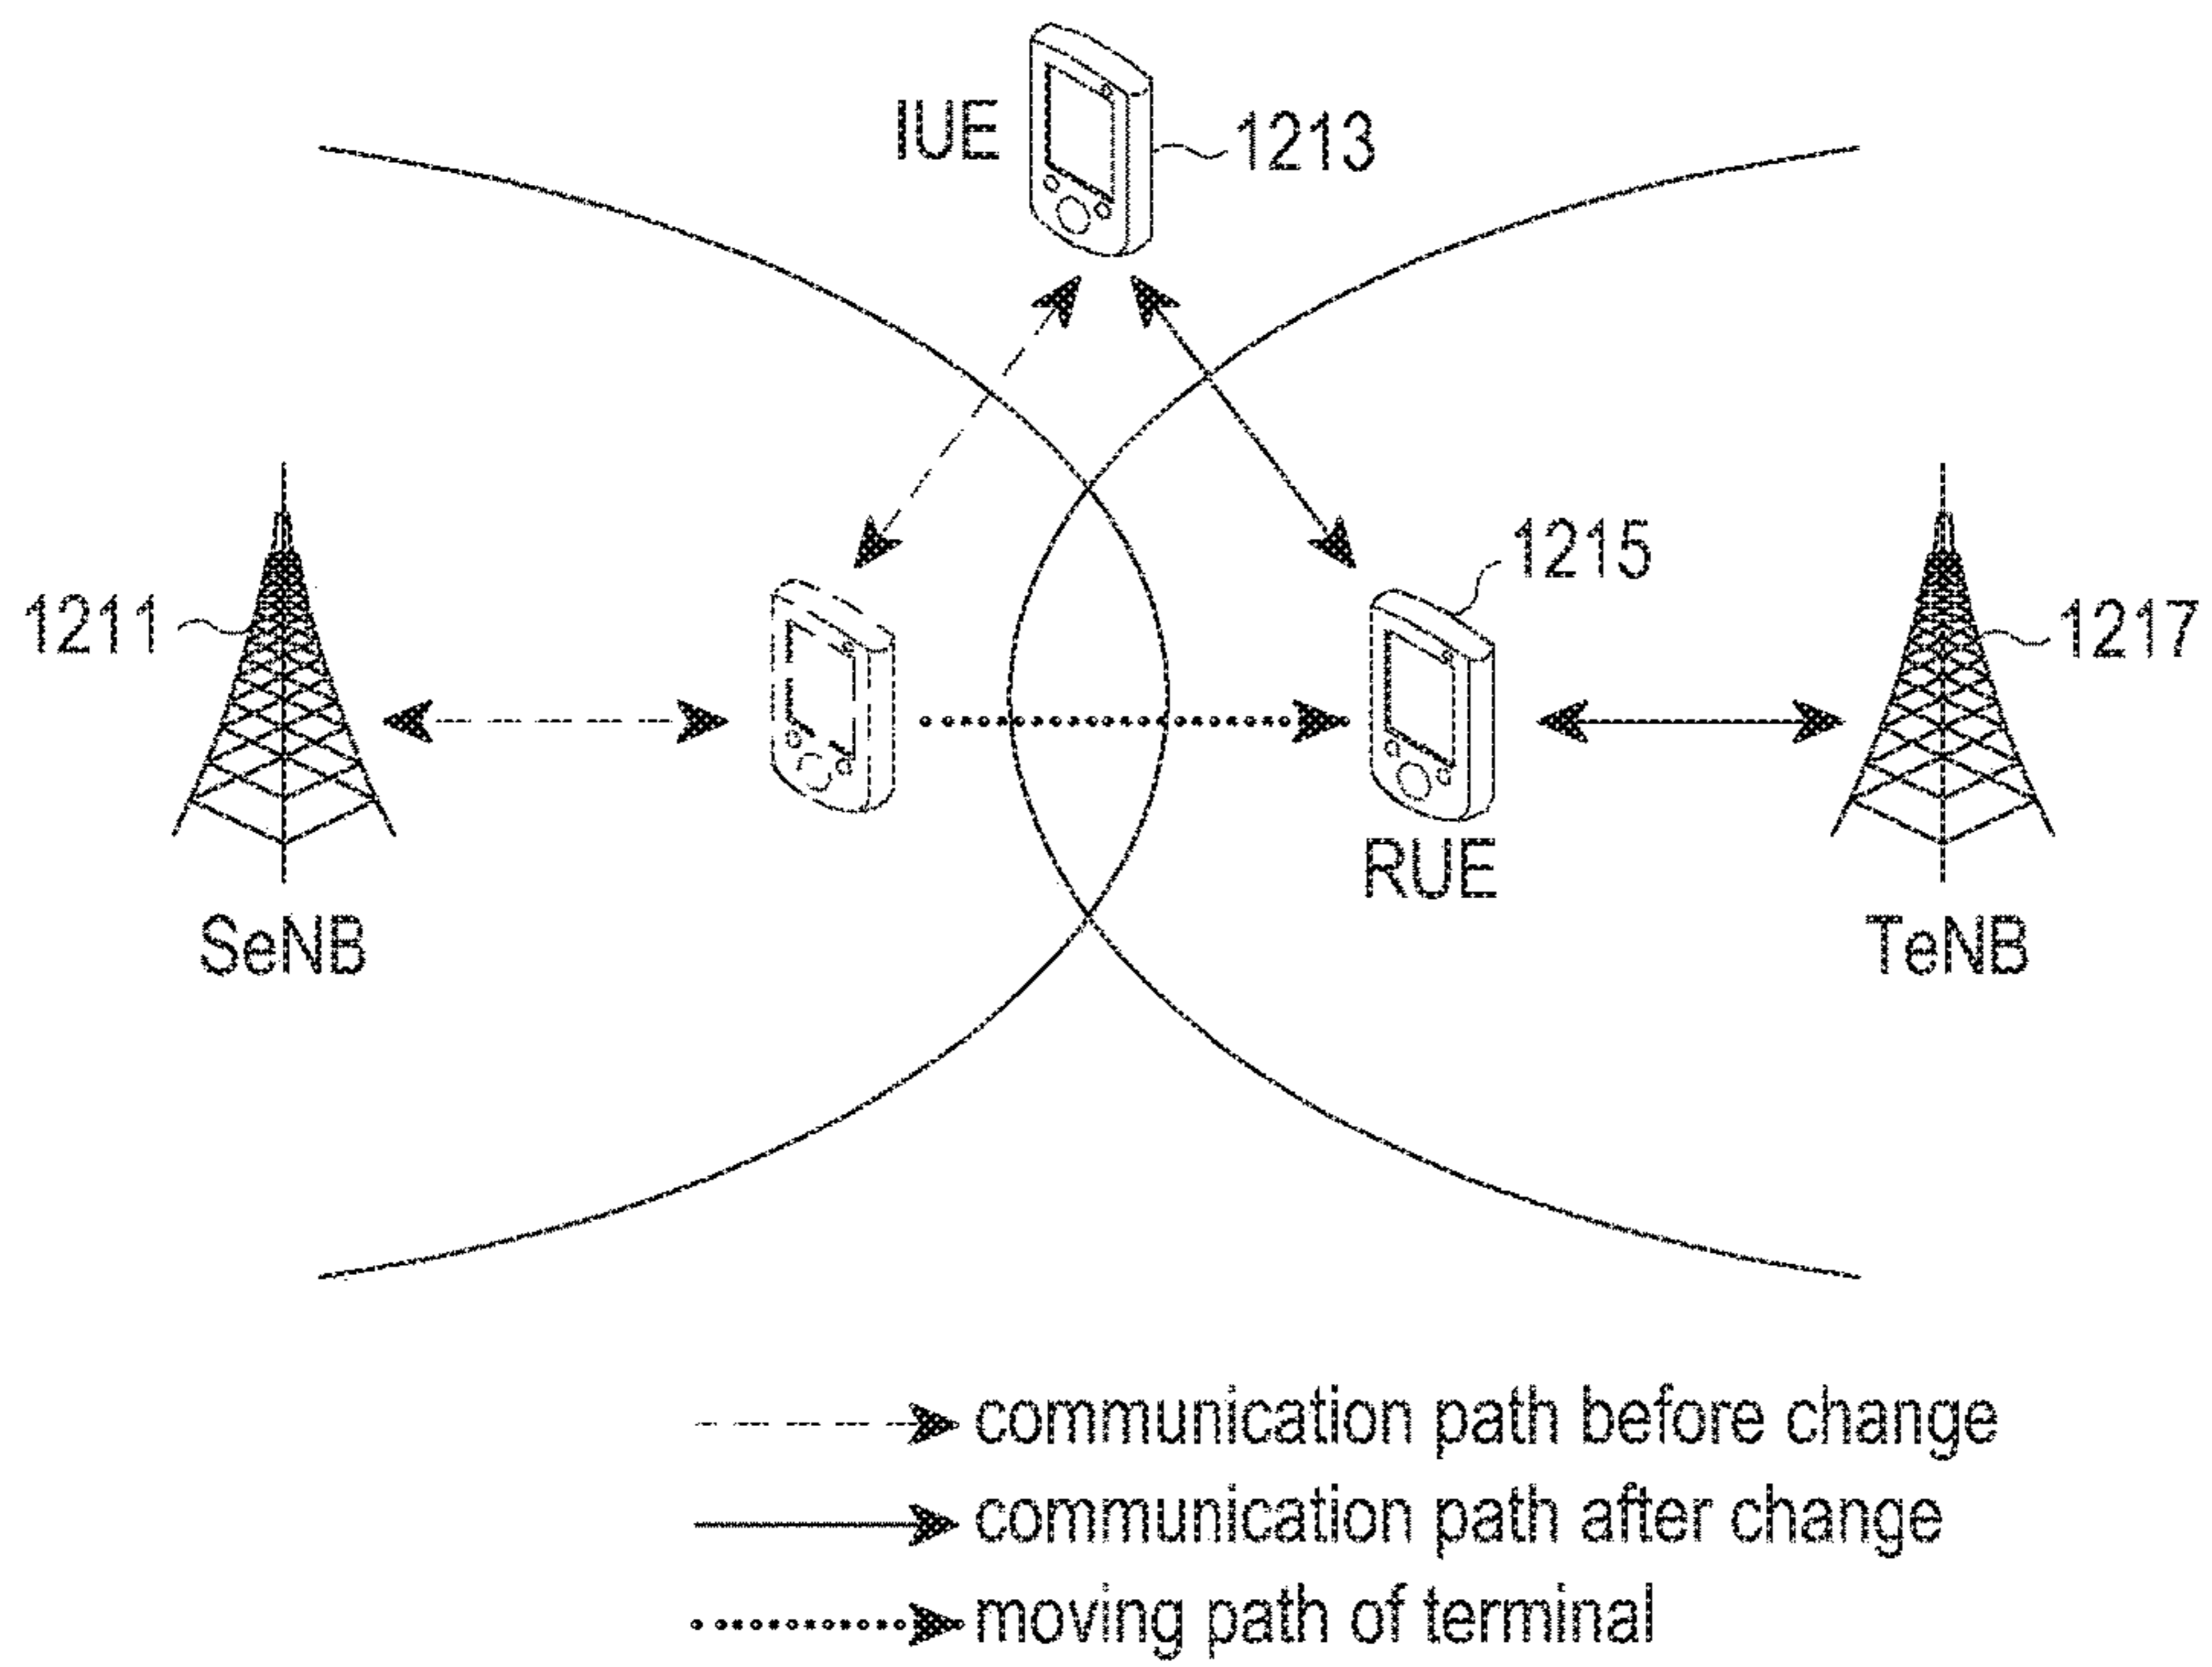 IUE
1213
1215
1211
1217
RUE
SeNB
TeNB
communication path before change
communication path after change
moving path of terminal